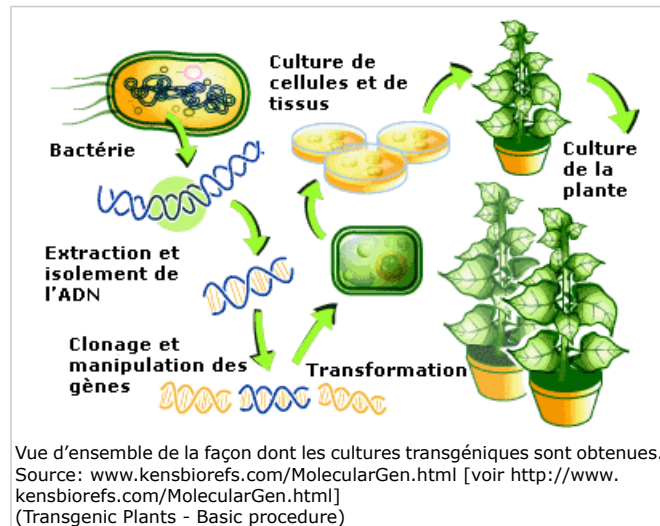 Culture de
cellules et de
tissus
Bactérie
Culture
de la
plante
Extraction et
isolement de
l'ADN
Clonage et
manipulation des
gènes
Transformation
Vue d'ensemble de la façon dont les cultures transgéniques sont obtenues.
Source: www.kensbiorefs.com/MolecularGen.html [voir http://www.
kensbiorefs.com/MolecularGen.html]
(Transgenic Plants - Basic procedure)